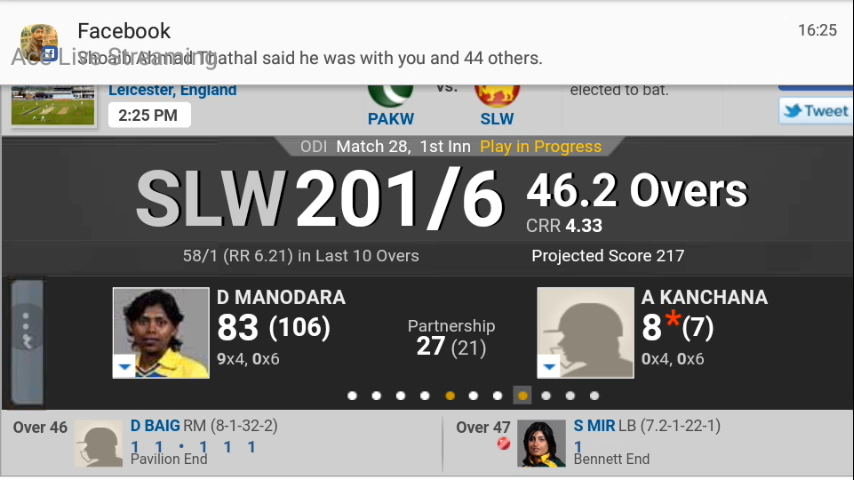 Facebook
16:25
Ace Live Streaming
Shoaib Ahmad Thathal said he was with you and 44 others.
Leicester, England
vs.
elected to bat.
2:25 PM
PAKW
SLW
Tweet
ODI Match 28, 1st Inn Play in Progress
SLW 201/6 46.2 Overs
CRR 4.33
58/1 (RR 6.21) in Last 10 Overs
Projected Score 217
D MANODARA
83 (106)
9x4, 0x6
Partnership
27 (21)
A KANCHANA
8*(7)
0x4, 0x6
Over 46
D BAIG RM (8-1-32-2)
1 1 • 1 1 1
Pavilion End
Over 47
S MIR LB (7.2-1-22-1)
1
Bennett End